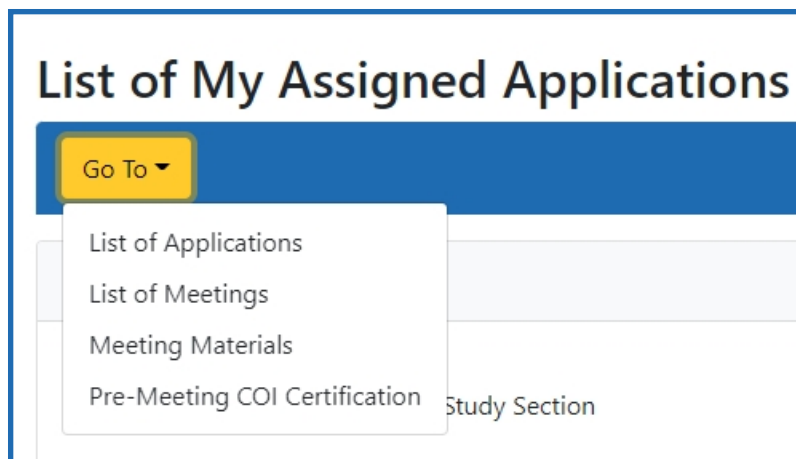 List of My Assigned Applications
Go To
List of Applications
List of Meetings
Meeting Materials
Pre-Meeting COI Certification
Study Section